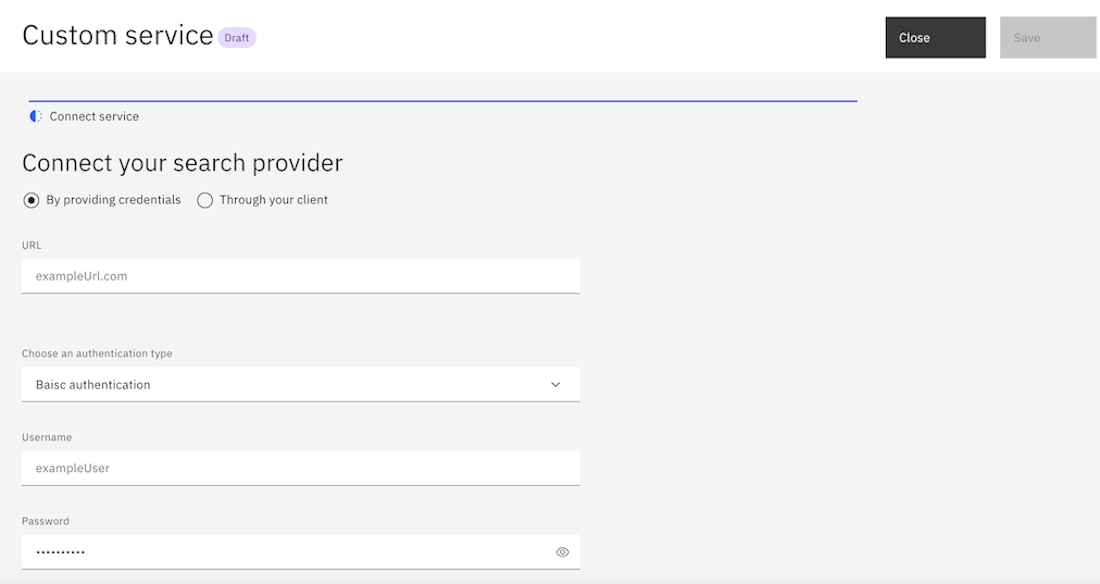 Custom service Draft
Close
Save
Connect service
Connect your search provider
By providing credentials Through your client
URL
exampleUrl.com
Choose an authentication type
Baisc authentication
Username
exampleUser
Password
••••••••••